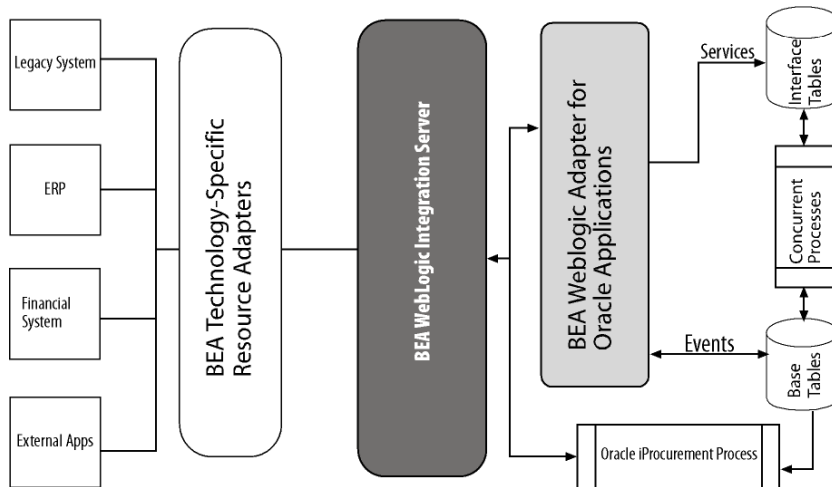 Legacy System
ERP
Financial
System
External Apps
BEA Technology-Specific
Resource Adapters
BEA WebLogic Integration Server
BEA Weblogic Adapter for
Oracle Applications
Services
Events
Interface
Tables
Concurrent
Processes
Base
Tables
Oracle iProcurement Process